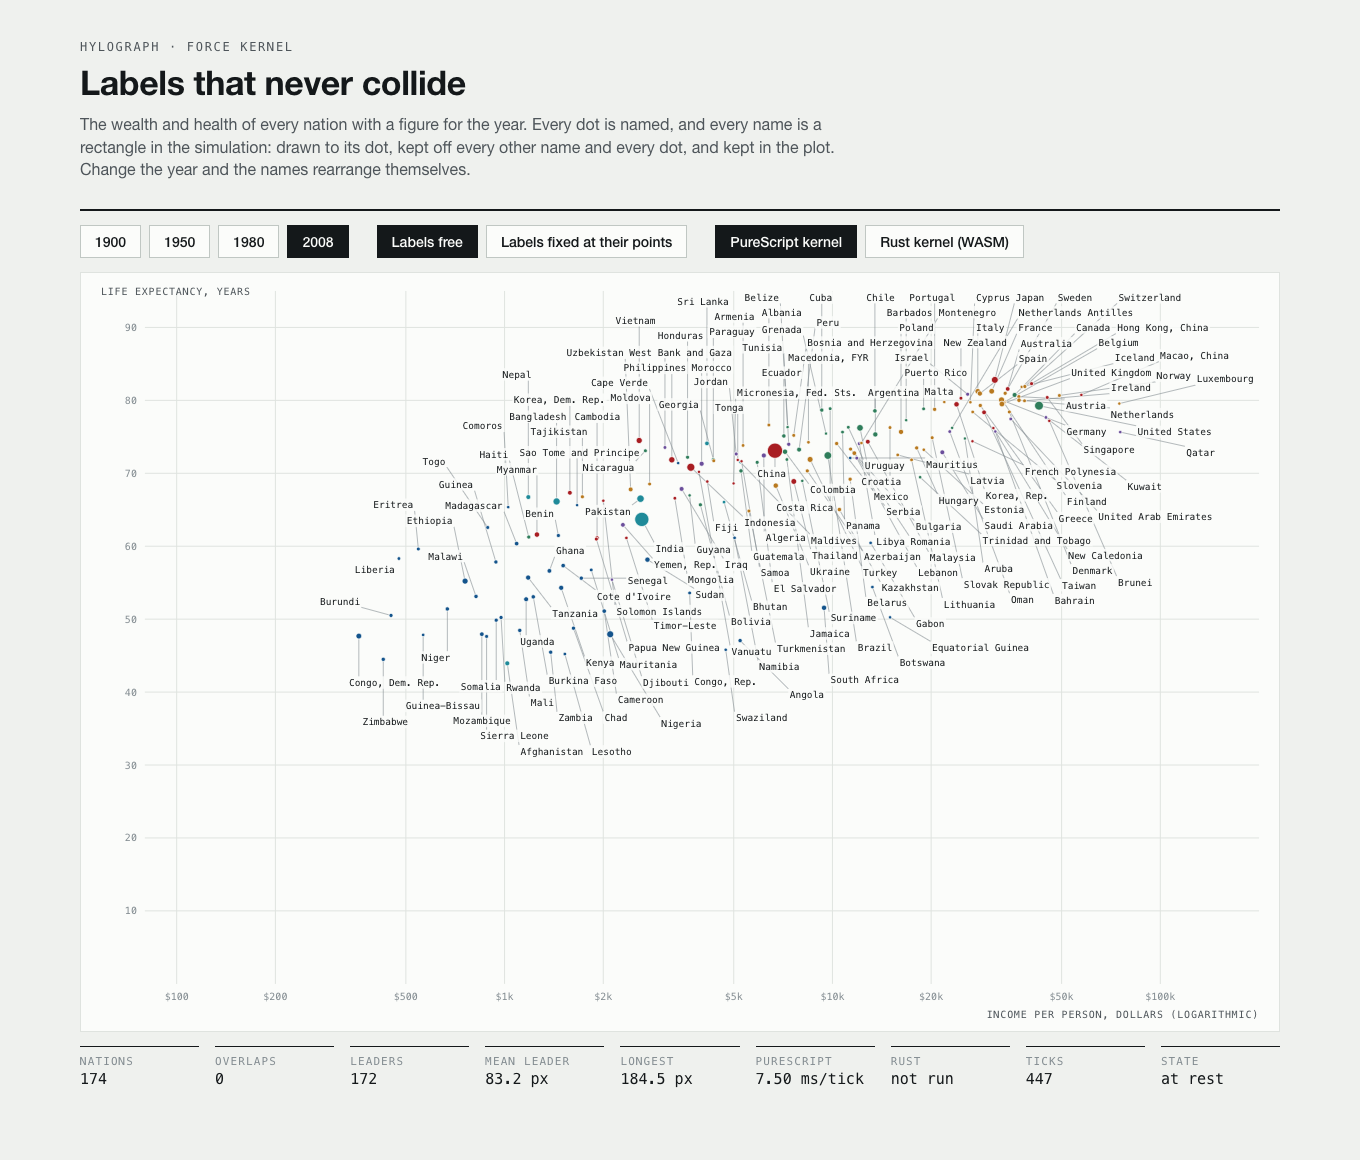 HYLOGRAPH · FORCE KERNEL
Labels that never collide
The wealth and health of every nation with a figure for the year. Every dot is named, and every name is a
rectangle in the simulation: drawn to its dot, kept off every other name and every dot, and kept in the plot.
Change the year and the names rearrange themselves.
1900 1950 1980 2008 Labels free Labels fixed at their points PureScript kernel Rust kernel (WASM)
LIFE EXPECTANCY, YEARS
Sri Lanka Belize Cuba Chile Portugal Cyprus Japan Sweden Switzerland
Vietnam Armenia Albania Peru Barbados Montenegro Netherlands Antilles
90 Honduras Paraguay Grenada Poland Italy France Canada Hong Kong, China
Uzbekistan West Bank and Gaza Tunisia Bosnia and Herzegovina New Zealand Australia Belgium
Macedonia, FYR Israel Spain Iceland Macao, China
Nepal Philippines Morocco Ecuador Puerto Rico United Kingdom Norway Luxembourg
Cape Verde Jordan Ireland
80 Korea, Dem. Rep. Moldova Georgia Tonga Micronesia, Fed. Sts. Argentina Malta Austria
Bangladesh Cambodia Netherlands
Comoros Tajikistan Germany United States
Haiti Sao Tome and Principe Singapore Qatar
Togo Myanmar Nicaragua China Uruguay Mauritius French Polynesia
70
Guinea Colombia Croatia Latvia Slovenia Kuwait
Eritrea Madagascar Benin Pakistan Costa Rica Mexico Hungary Korea, Rep. Finland
Ethiopia Fiji Indonesia Panama Serbia Bulgaria Estonia Saudi Arabia Greece United Arab Emirates
60 Malawi Ghana India Guyana Algeria Maldives Libya Romania Trinidad and Tobago
Liberia Yemen, Rep. Iraq Guatemala Thailand Azerbaijan Malaysia New Caledonia
Senegal Mongolia Samoa Ukraine Turkey Lebanon Aruba Denmark
Burundi Cote d'Ivoire Sudan El Salvador Kazakhstan Slovak Republic Taiwan Brunei
Tanzania Solomon Islands Bhutan Belarus Lithuania Oman Bahrain
50 Timor-Leste Bolivia Suriname Gabon
Uganda Papua New Guinea Vanuatu Turkmenistan Jamaica Brazil Equatorial Guinea
Niger Kenya Mauritania Namibia Botswana
Congo, Dem. Rep. Somalia Rwanda Burkina Faso Djibouti Congo, Rep. South Africa
40 Guinea-Bissau Mali Cameroon Angola
Zimbabwe Mozambique Zambia Chad Nigeria Swaziland
Sierra Leone
Afghanistan Lesotho
30
20
10
$100 $200 $500 $1k $2k $5k $10k $20k $50k $100k
INCOME PER PERSON, DOLLARS (LOGARITHMIC)
NATIONS OVERLAPS LEADERS MEAN LEADER LONGEST PURESCRIPT RUST TICKS STATE
174 0 172 83.2 px 184.5 px 7.50 ms/tick not run 447 at rest